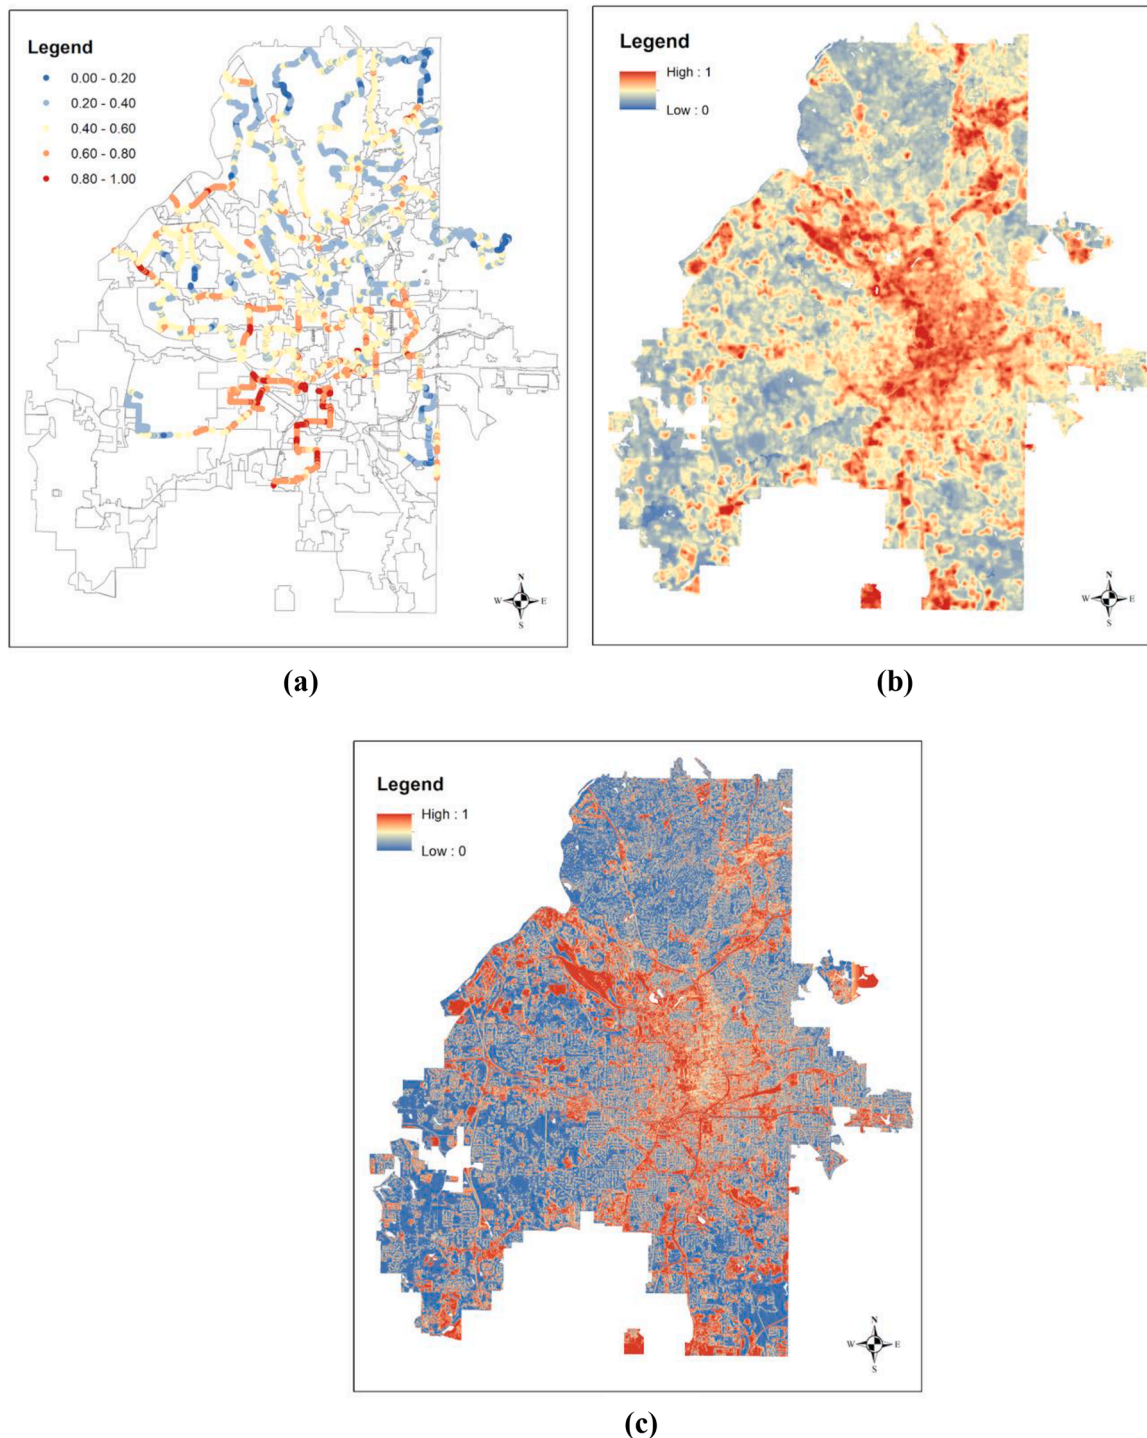 Legend
0.00 - 0.20
0.20 - 0.40
0.40 - 0.60
0.60 - 0.80
0.80 - 1.00
N
W E
S
(a)
Legend
High : 1
Low : 0
N
W E
S
(b)
Legend
High : 1
Low : 0
N
W E
S
(c)